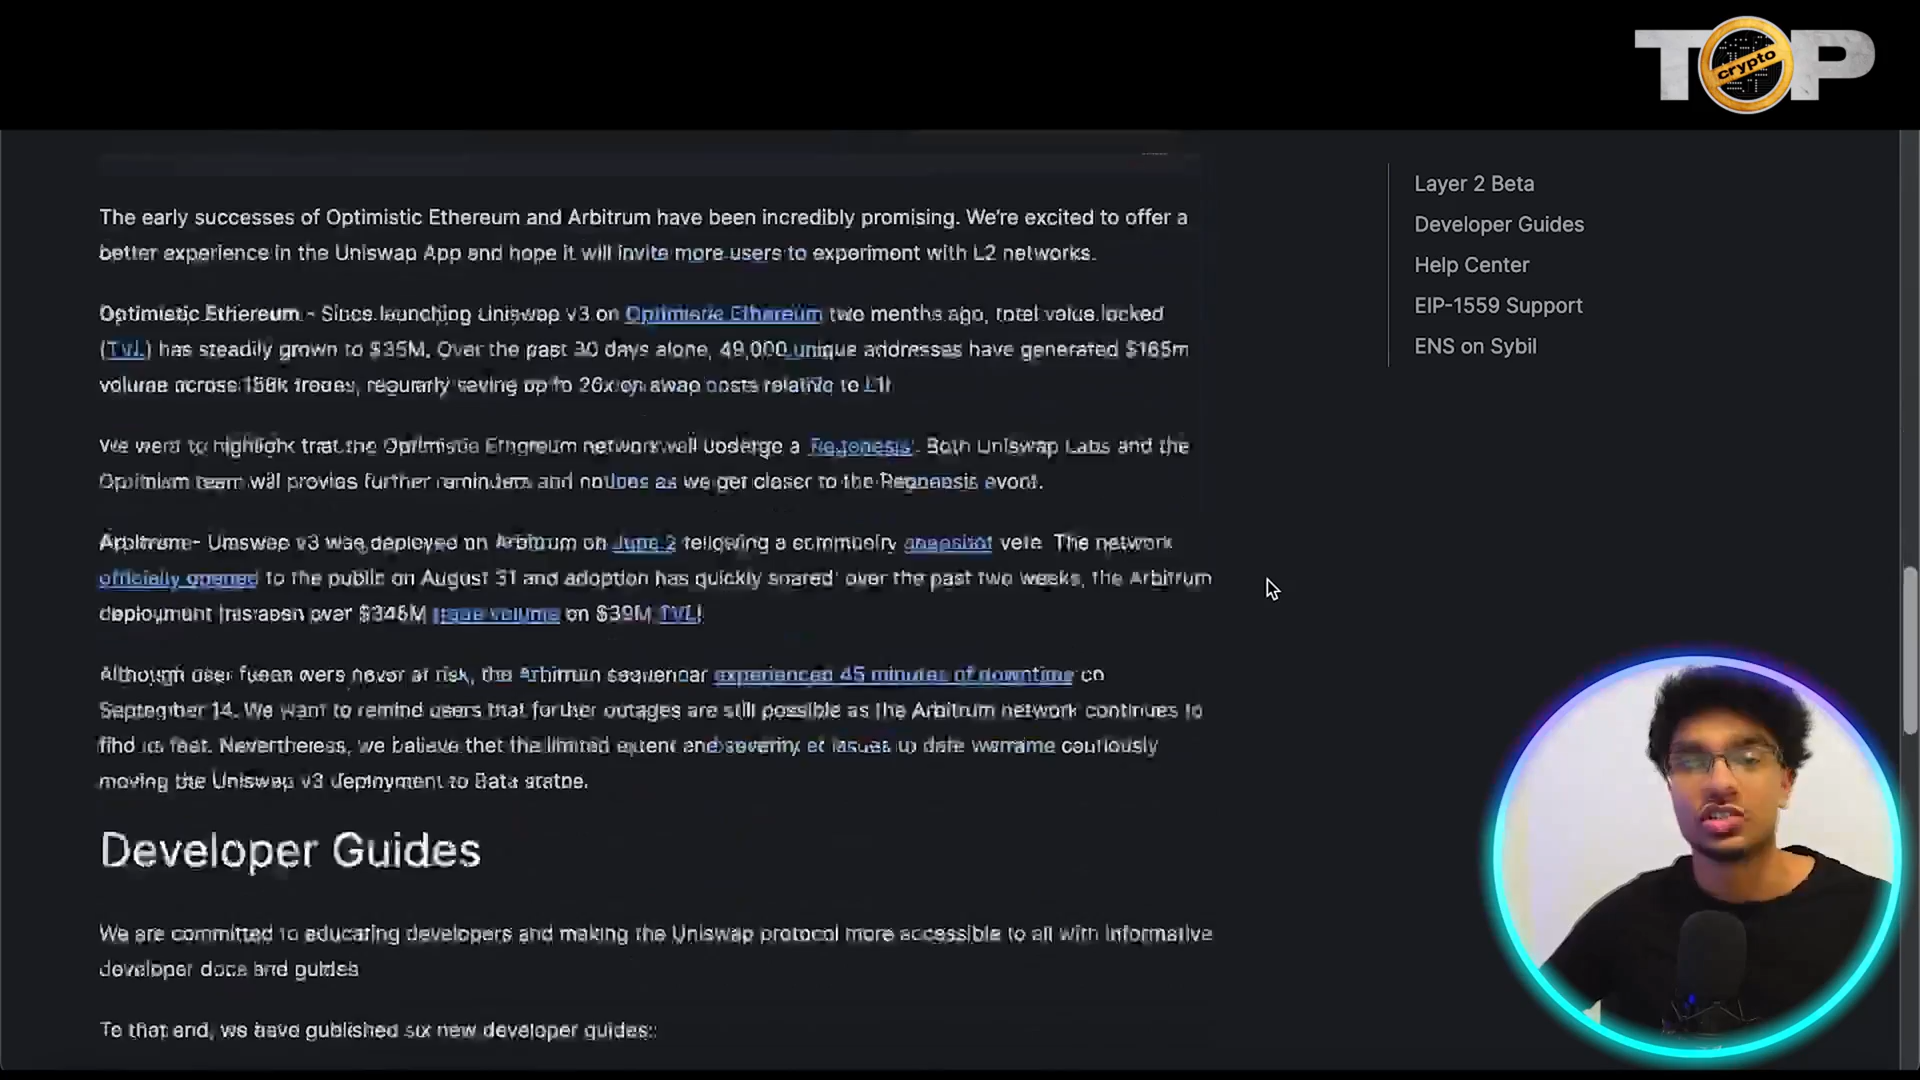 TOP
crypto
The early successes of Optimistic Ethereum and Arbitrum have been incredibly promising. We're excited to offer a
better experience in the Uniswap App and hope it will invite more users to experiment with L2 networks.
Optimistic Ethereum - Since launching Uniswap v3 on Optimistic Ethereum two months ago, total value locked
(TVL) has steadily grown to $35M. Over the past 30 days alone, 49,000 unique addresses have generated $165m
volume across trades, regularly saving up to 26x on swap costs relative to L1!
We want to highlight that the Optimistic Ethereum network will undergo a Regenesis. Both Uniswap Labs and the
Optimism team will provide further reminders and notices as we get closer to the Regenesis event.
Arbitrum - Uniswap v3 was deployed on Arbitrum on June 2 following a community snapshot vote. The network
officially opened to the public on August 31 and adoption has quickly over the past two weeks, the Arbitrum
deployment has seen over trade volume on $39M TVL!
Although user funds were never at risk, the Arbitrum sequencer experienced 45 minutes of downtime on
September 14. We want to remind users that further outages are still possible as the Arbitrum network continues to
find its feet. Nevertheless, we believe that the limited extent and severity of issues to date warrant cautiously
moving the Uniswap v3 deployment to Beta status.
Developer Guides
We are committed to educating developers and making the Uniswap protocol more accessible to all with informative
developer docs and guides
To that end, we have published six new developer guides:
Layer 2 Beta
Developer Guides
Help Center
EIP-1559 Support
ENS on Sybil